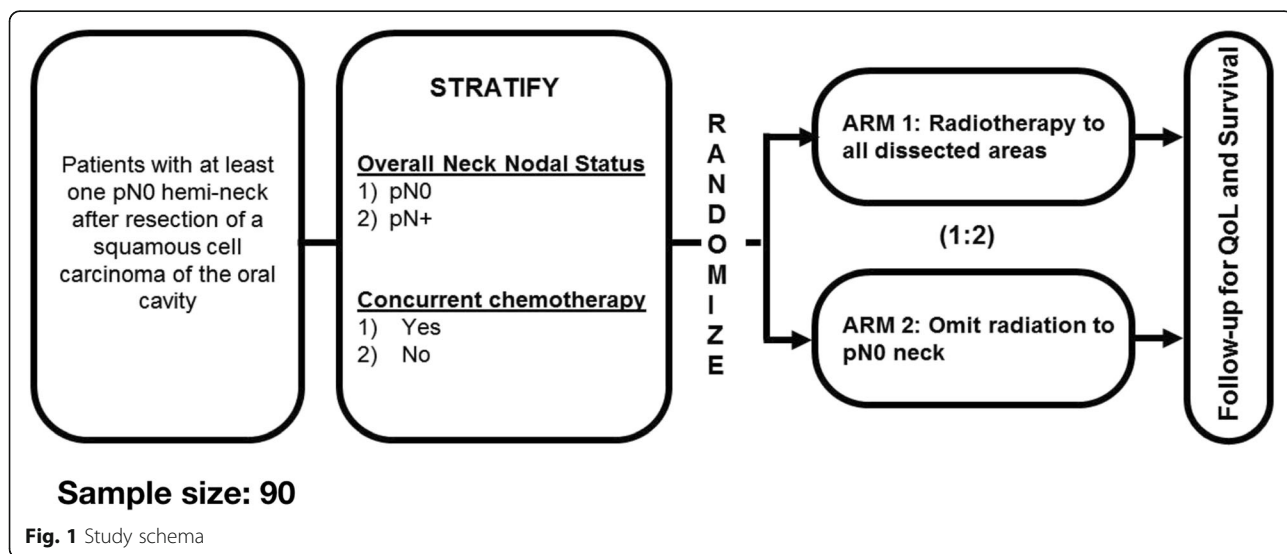 Patients with at least
one pN0 hemi-neck
after resection of a
squamous cell
carcinoma of the oral
cavity
STRATIFY
Overall Neck Nodal Status
1) pN0
2) pN+
Concurrent chemotherapy
1) Yes
2) No
RANDOMIZE
ARM 1: Radiotherapy to
all dissected areas
(1:2)
ARM 2: Omit radiation to
pN0 neck
Follow-up for QoL and Survival
Sample size: 90
Fig. 1 Study schema